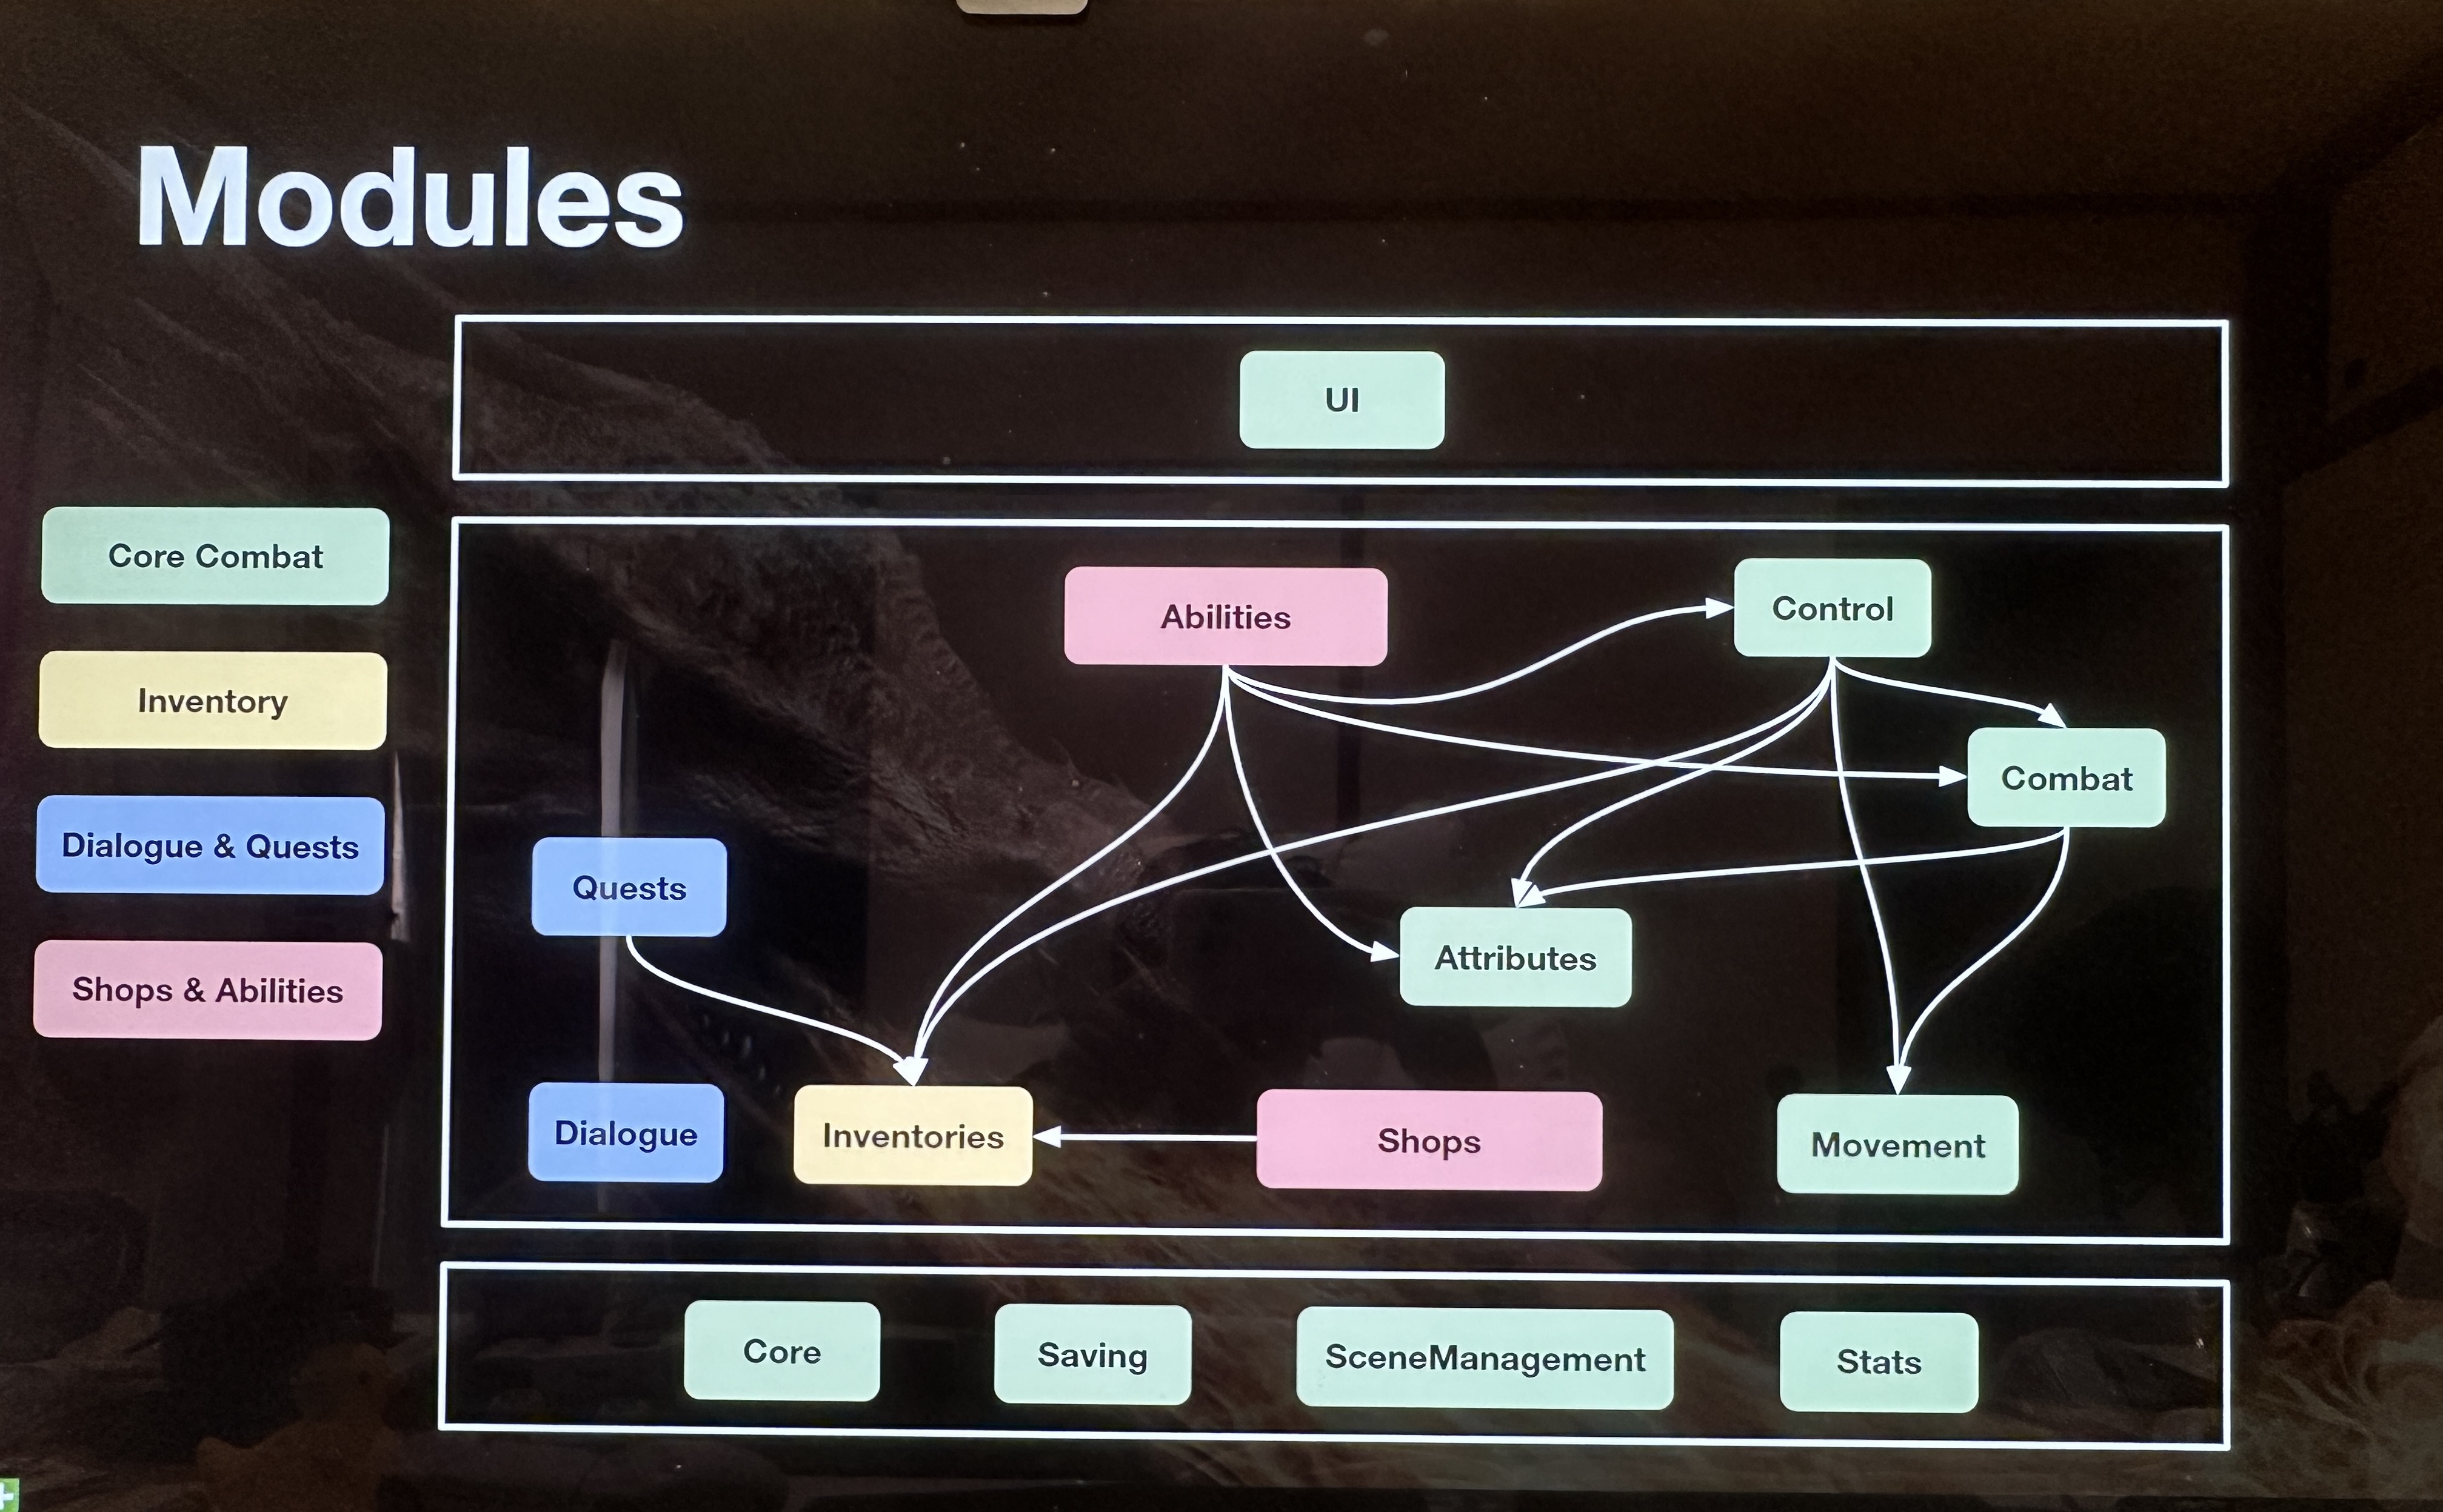 Modules
UI
Core Combat
Inventory
Dialogue & Quests
Shops & Abilities
Abilities
Control
Combat
Quests
Attributes
Dialogue
Inventories
Shops
Movement
Core
Saving
SceneManagement
Stats